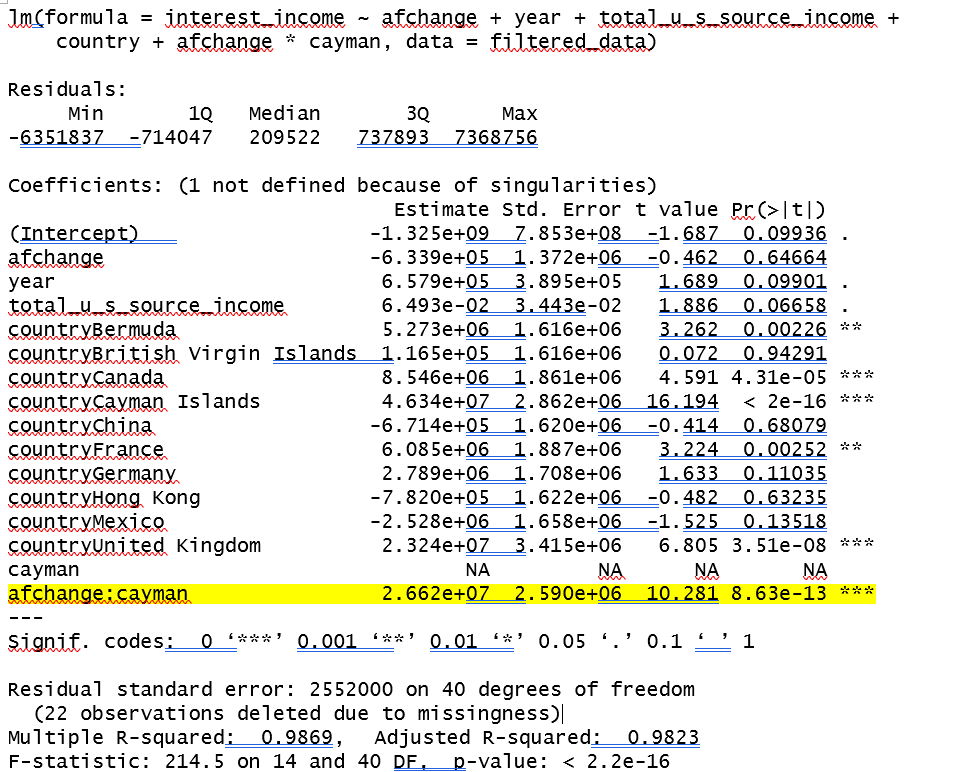 lm(formula = interest_income ~ afchange + year + total_u_s_source_income +
    country + afchange * cayman, data = filtered_data)

Residuals:
     Min       1Q   Median       3Q      Max
-6351837  -714047   209522   737893  7368756

Coefficients: (1 not defined because of singularities)
                                Estimate Std. Error t value Pr(>|t|)
(Intercept)                   -1.325e+09  7.853e+08  -1.687  0.09936 .
afchange                      -6.339e+05  1.372e+06  -0.462  0.64664
year                           6.579e+05  3.895e+05   1.689  0.09901 .
total_u_s_source_income        6.493e-02  3.443e-02   1.886  0.06658 .
countryBermuda                 5.273e+06  1.616e+06   3.262  0.00226 **
countryBritish Virgin Islands  1.165e+05  1.616e+06   0.072  0.94291
countryCanada                  8.546e+06  1.861e+06   4.591 4.31e-05 ***
countryCayman Islands          4.634e+07  2.862e+06  16.194  < 2e-16 ***
countryChina                  -6.714e+05  1.620e+06  -0.414  0.68079
countryFrance                  6.085e+06  1.887e+06   3.224  0.00252 **
countryGermany                 2.789e+06  1.708e+06   1.633  0.11035
countryHong Kong              -7.820e+05  1.622e+06  -0.482  0.63235
countryMexico                 -2.528e+06  1.658e+06  -1.525  0.13518
countryUnited Kingdom          2.324e+07  3.415e+06   6.805 3.51e-08 ***
cayman                                NA         NA      NA       NA
afchange:cayman                2.662e+07  2.590e+06  10.281 8.63e-13 ***
---
Signif. codes:  0 ‘***’ 0.001 ‘**’ 0.01 ‘*’ 0.05 ‘.’ 0.1 ‘ ’ 1

Residual standard error: 2552000 on 40 degrees of freedom
  (22 observations deleted due to missingness)
Multiple R-squared:  0.9869,   Adjusted R-squared:  0.9823
F-statistic: 214.5 on 14 and 40 DF,  p-value: < 2.2e-16